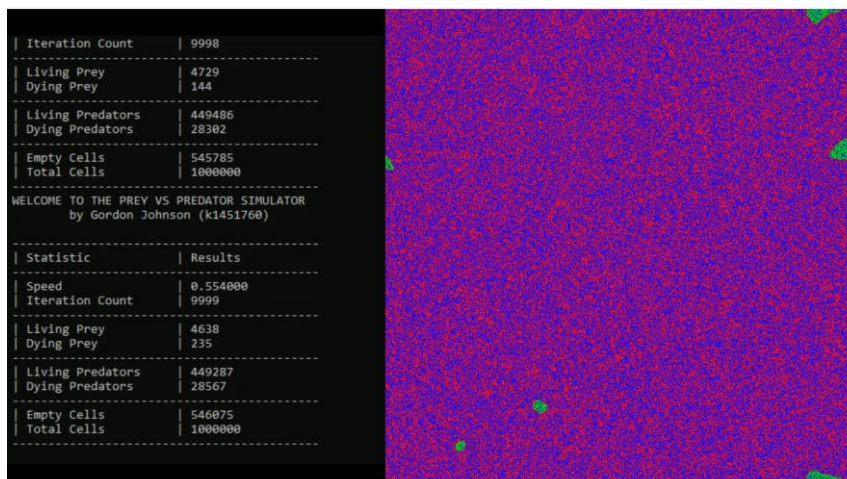 | Iteration Count | 9998
----------------------------------------
| Living Prey | 4729
| Dying Prey | 144
----------------------------------------
| Living Predators | 449486
| Dying Predators | 28302
----------------------------------------
| Empty Cells | 545785
| Total Cells | 1000000
----------------------------------------
WELCOME TO THE PREY VS PREDATOR SIMULATOR
by Gordon Johnson (k1451760)
----------------------------------------
| Statistic | Results
----------------------------------------
| Speed | 0.554000
| Iteration Count | 9999
----------------------------------------
| Living Prey | 4638
| Dying Prey | 235
----------------------------------------
| Living Predators | 449287
| Dying Predators | 28567
----------------------------------------
| Empty Cells | 546075
| Total Cells | 1000000
----------------------------------------